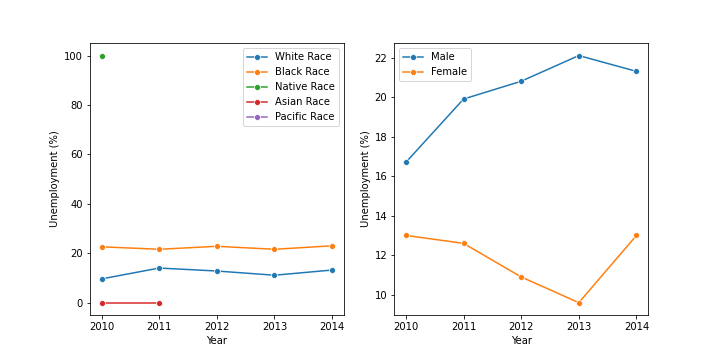 Unemployment (%)
100
80
60
40
20
0
2010 2011 2012 2013 2014
Year
White Race
Black Race
Native Race
Asian Race
Pacific Race
Unemployment (%)
22
20
18
16
14
12
10
2010 2011 2012 2013 2014
Year
Male
Female